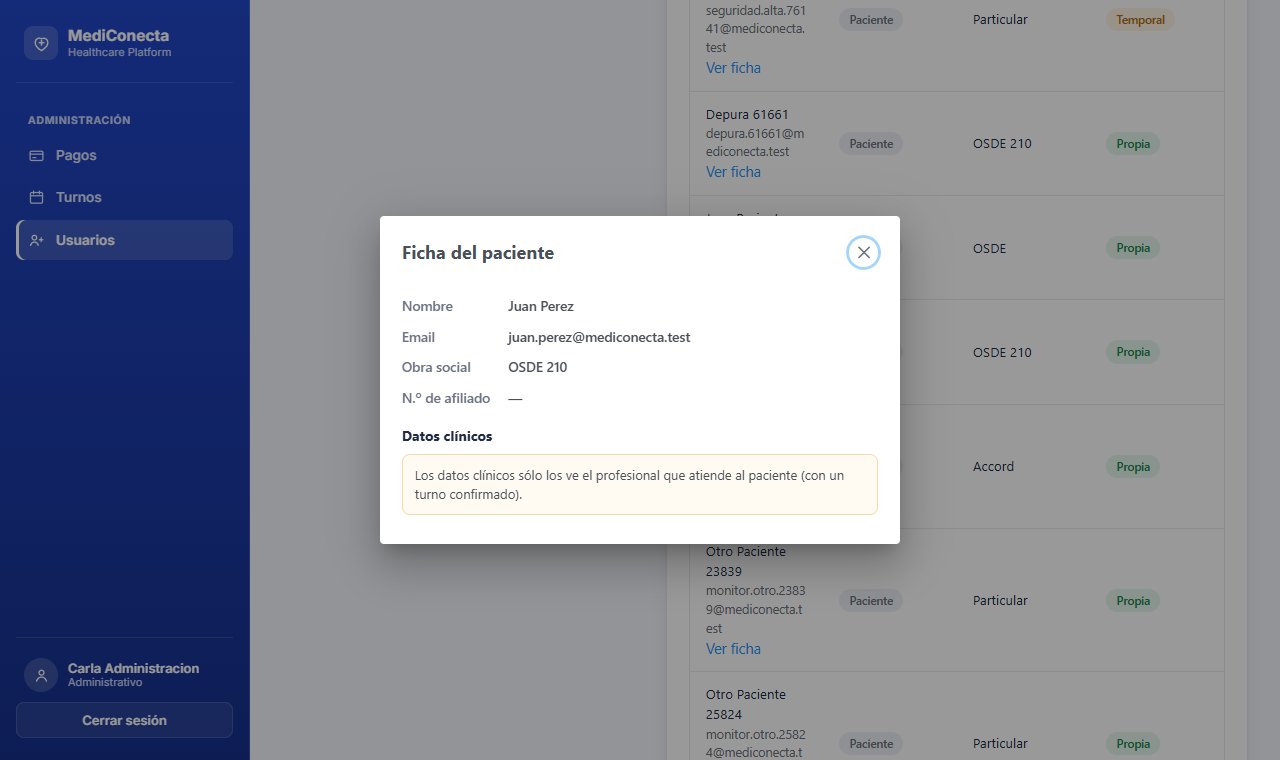 MediConecta
Healthcare Platform
ADMINISTRACIÓN
Pagos
Turnos
Usuarios
Carla Administracion
Administrativo
Cerrar sesión
seguridad.alta.761
41@mediconecta.
test
Ver ficha
Paciente
Particular
Temporal
Depura 61661
depura.61661@m
ediconecta.test
Ver ficha
Paciente
OSDE 210
Propia
OSDE
Propia
OSDE 210
Propia
Accord
Propia
Ficha del paciente
Nombre Juan Perez
Email juan.perez@mediconecta.test
Obra social OSDE 210
N.º de afiliado —
Datos clínicos
Los datos clínicos sólo los ve el profesional que atiende al paciente (con un
turno confirmado).
Otro Paciente
23839
monitor.otro.2383
9@mediconecta.t
est
Ver ficha
Paciente
Particular
Propia
Otro Paciente
25824
monitor.otro.2582
4@mediconecta.t
Paciente
Particular
Propia